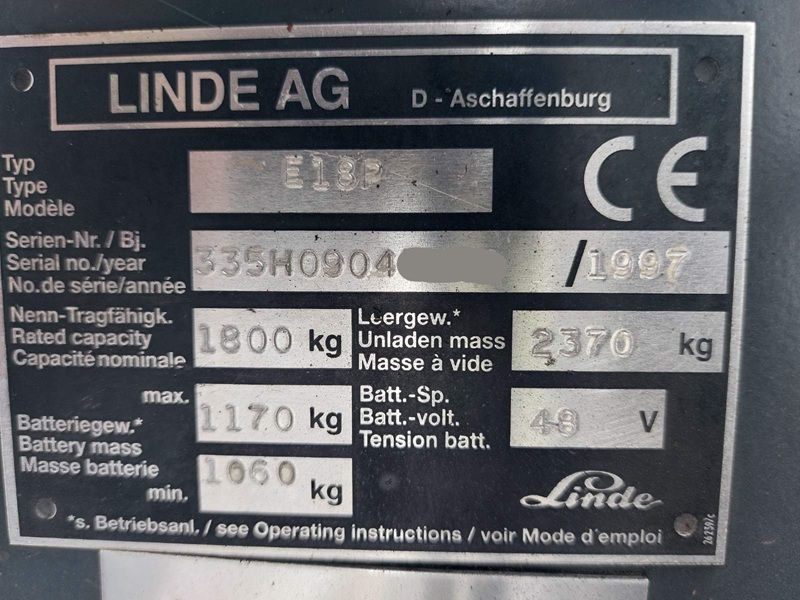 LINDE AG D - Aschaffenburg
Typ
Type
Modèle
E18P
CE
Serien-Nr. / Bj.
Serial no./year
No.de série/année
335H0904 /1997
Nenn-Tragfähigk.
Rated capacity
Capacité nominale
1800 kg
Leergew.*
Unladen mass
Masse à vide
2370 kg
max.
Batteriegew.*
Battery mass
Masse batterie
min.
1170 kg
1060 kg
Batt.-Sp.
Batt.-volt.
Tension batt.
48 V
Linde
*s. Betriebsanl. / see Operating instructions / voir Mode d'emploi